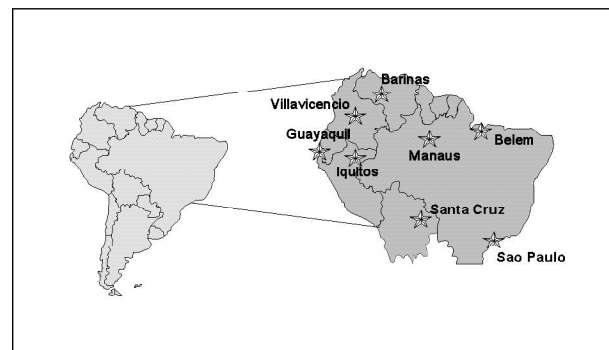 Barinas
Villavicencio
Guayaquil
Belem
Manaus
Iquitos
Santa Cruz
Sao Paulo